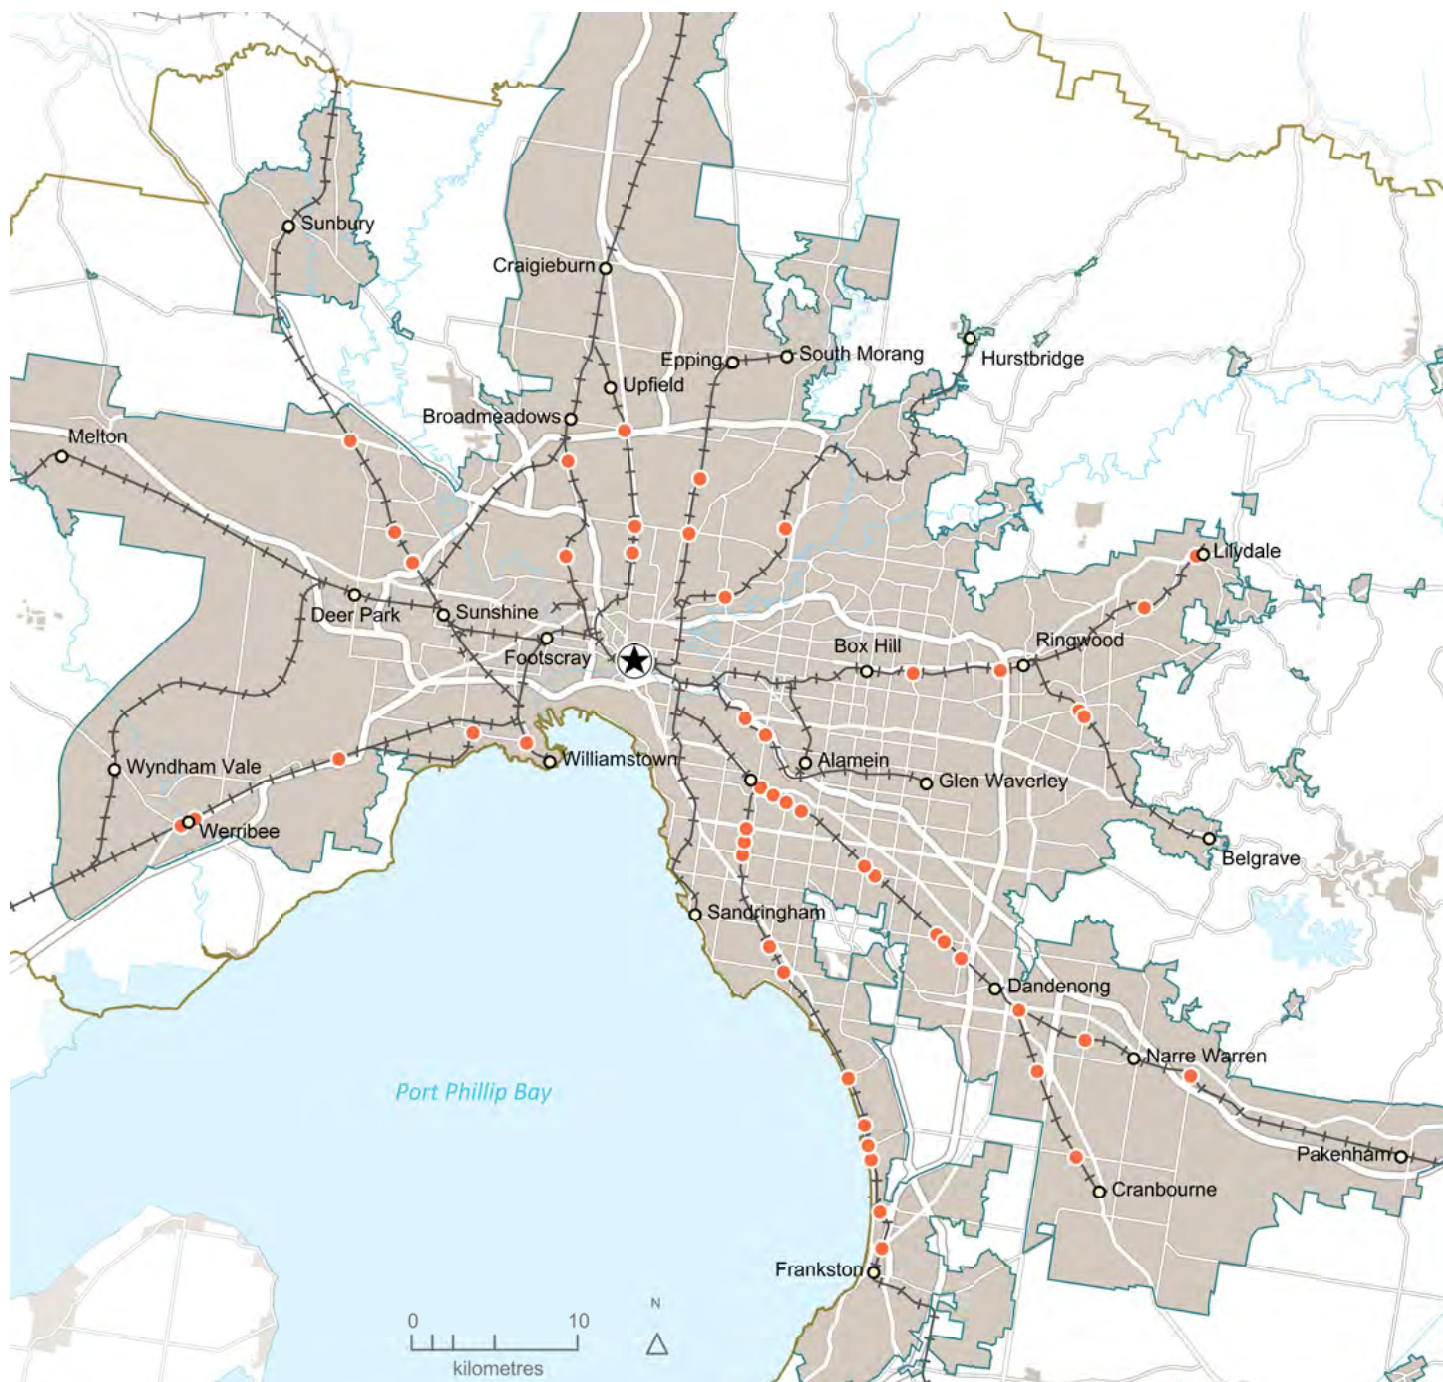 Sunbury
Craigieburn
Epping
South Morang
Hurstbridge
Upfield
Broadmeadows
Melton
Lilydale
Deer Park
Sunshine
Footscray
Box Hill
Ringwood
Wyndham Vale
Williamstown
Alamein
Glen Waverley
Werribee
Belgrave
Sandringham
Dandenong
Narre Warren
Port Phillip Bay
Pakenham
Cranbourne
Frankston
0 10
kilometres
N